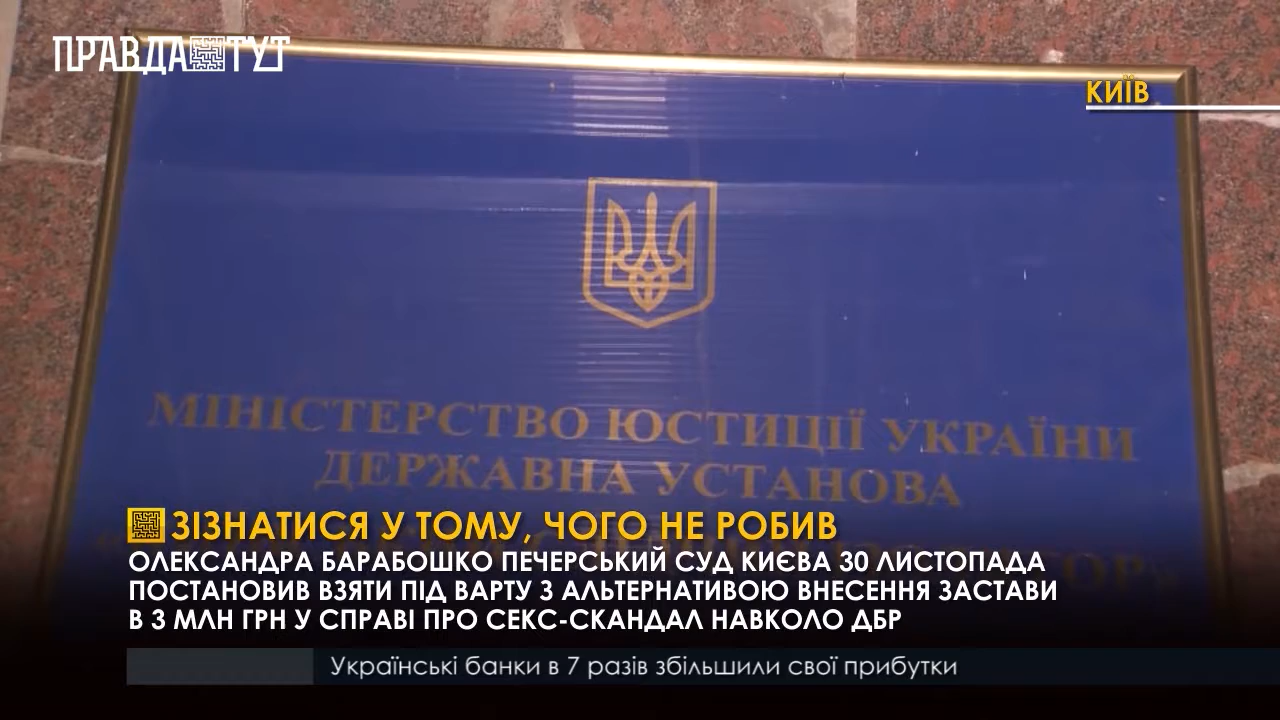 ПРАВДА ТУТ
КИЇВ
МІНІСТЕРСТВО ЮСТИЦІЇ УКРАЇНИ
ДЕРЖАВНА УСТАНОВА
ЗІЗНАТИСЯ У ТОМУ, ЧОГО НЕ РОБИВ
ОЛЕКСАНДРА БАРАБОШКО ПЕЧЕРСЬКИЙ СУД КИЄВА 30 ЛИСТОПАДА
ПОСТАНОВИВ ВЗЯТИ ПІД ВАРТУ З АЛЬТЕРНАТИВОЮ ВНЕСЕННЯ ЗАСТАВИ
В 3 МЛН ГРН У СПРАВІ ПРО СЕКС-СКАНДАЛ НАВКОЛО ДБР
Українські банки в 7 разів збільшили свої прибутки